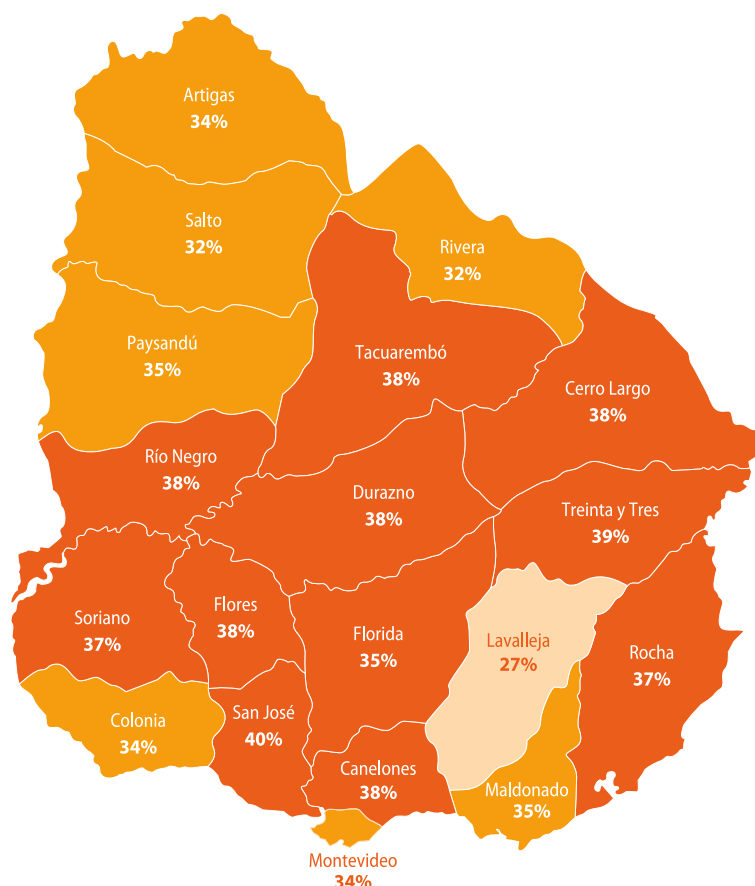 Artigas
34%
Salto
32%
Rivera
32%
Paysandú
35%
Tacuarembó
38%
Cerro Largo
38%
Río Negro
38%
Durazno
38%
Treinta y Tres
39%
Soriano
37%
Flores
38%
Florida
35%
Lavalleja
27%
Rocha
37%
Colonia
34%
San José
40%
Canelones
38%
Maldonado
35%
Montevideo
34%